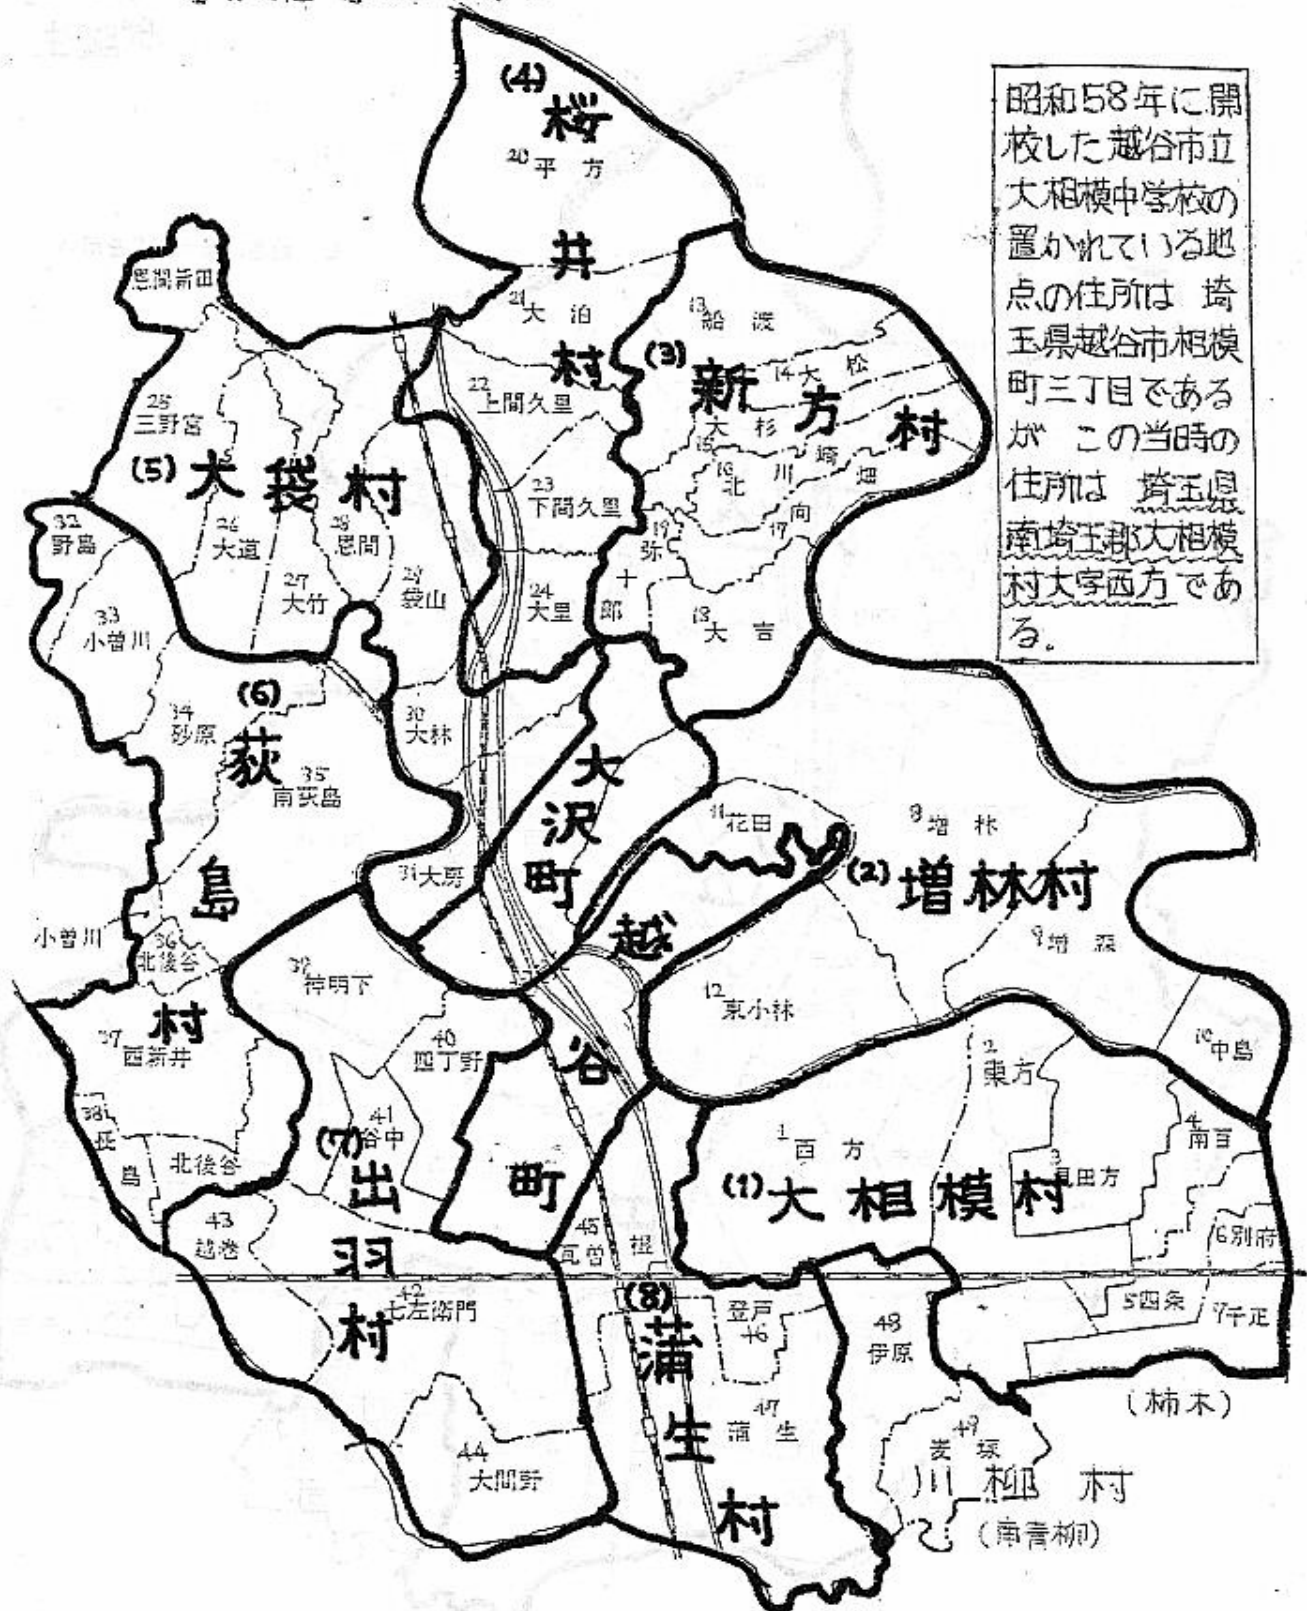 (4)
桜井村
20 平方
21 大泊
22 上間久里
23 下間久里
24 大里
(3)
新方村
13 船渡
14 大松
15 大杉
16 北川崎
17 向畑
18 大吉
19 弥十郎
恩間新田
25 三野宮
(5) 大袋村
26 大道
27 大竹
28 恩間
29 袋山
30 大林
31 大房
32 野島
33 小曽川
34 砂原
(6)
荻島村
35 南荻島
小曽川
36 北後谷
37 西新井
38 長島
北後谷
大沢町
越谷町
11 花田
8 増林
(2) 増林村
9 増森
10 中島
12 東小林
39 神明下
40 四丁野
41 谷中
(7)
出羽村
43 越巻
42 七左衛門
44 大間野
1 西方
2 東方
3 見田方
4 南百
(1) 大相模村
6 別府
5 四条
7 千疋
45 瓦曽根
(8)
蒲生村
登戸
46
47 蒲生
48 伊原
49 麦塚
川柳村
(南青柳)
(柿木)
昭和58年に開
校した越谷市立
大相模中学校の
置かれている地
点の住所は 埼
玉県越谷市相模
町三丁目である
が この当時の
住所は 埼玉県
南埼玉郡大相模
村大字西方であ
る。